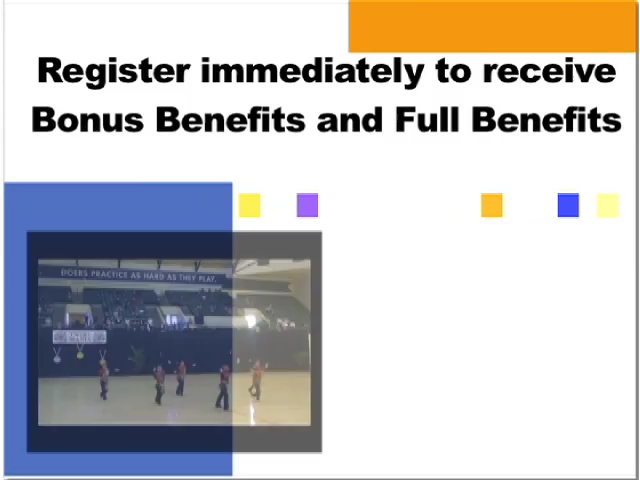 Register immediately to receive
Bonus Benefits and Full Benefits
DOERS PRACTICE AS HARD AS THEY PLAY.